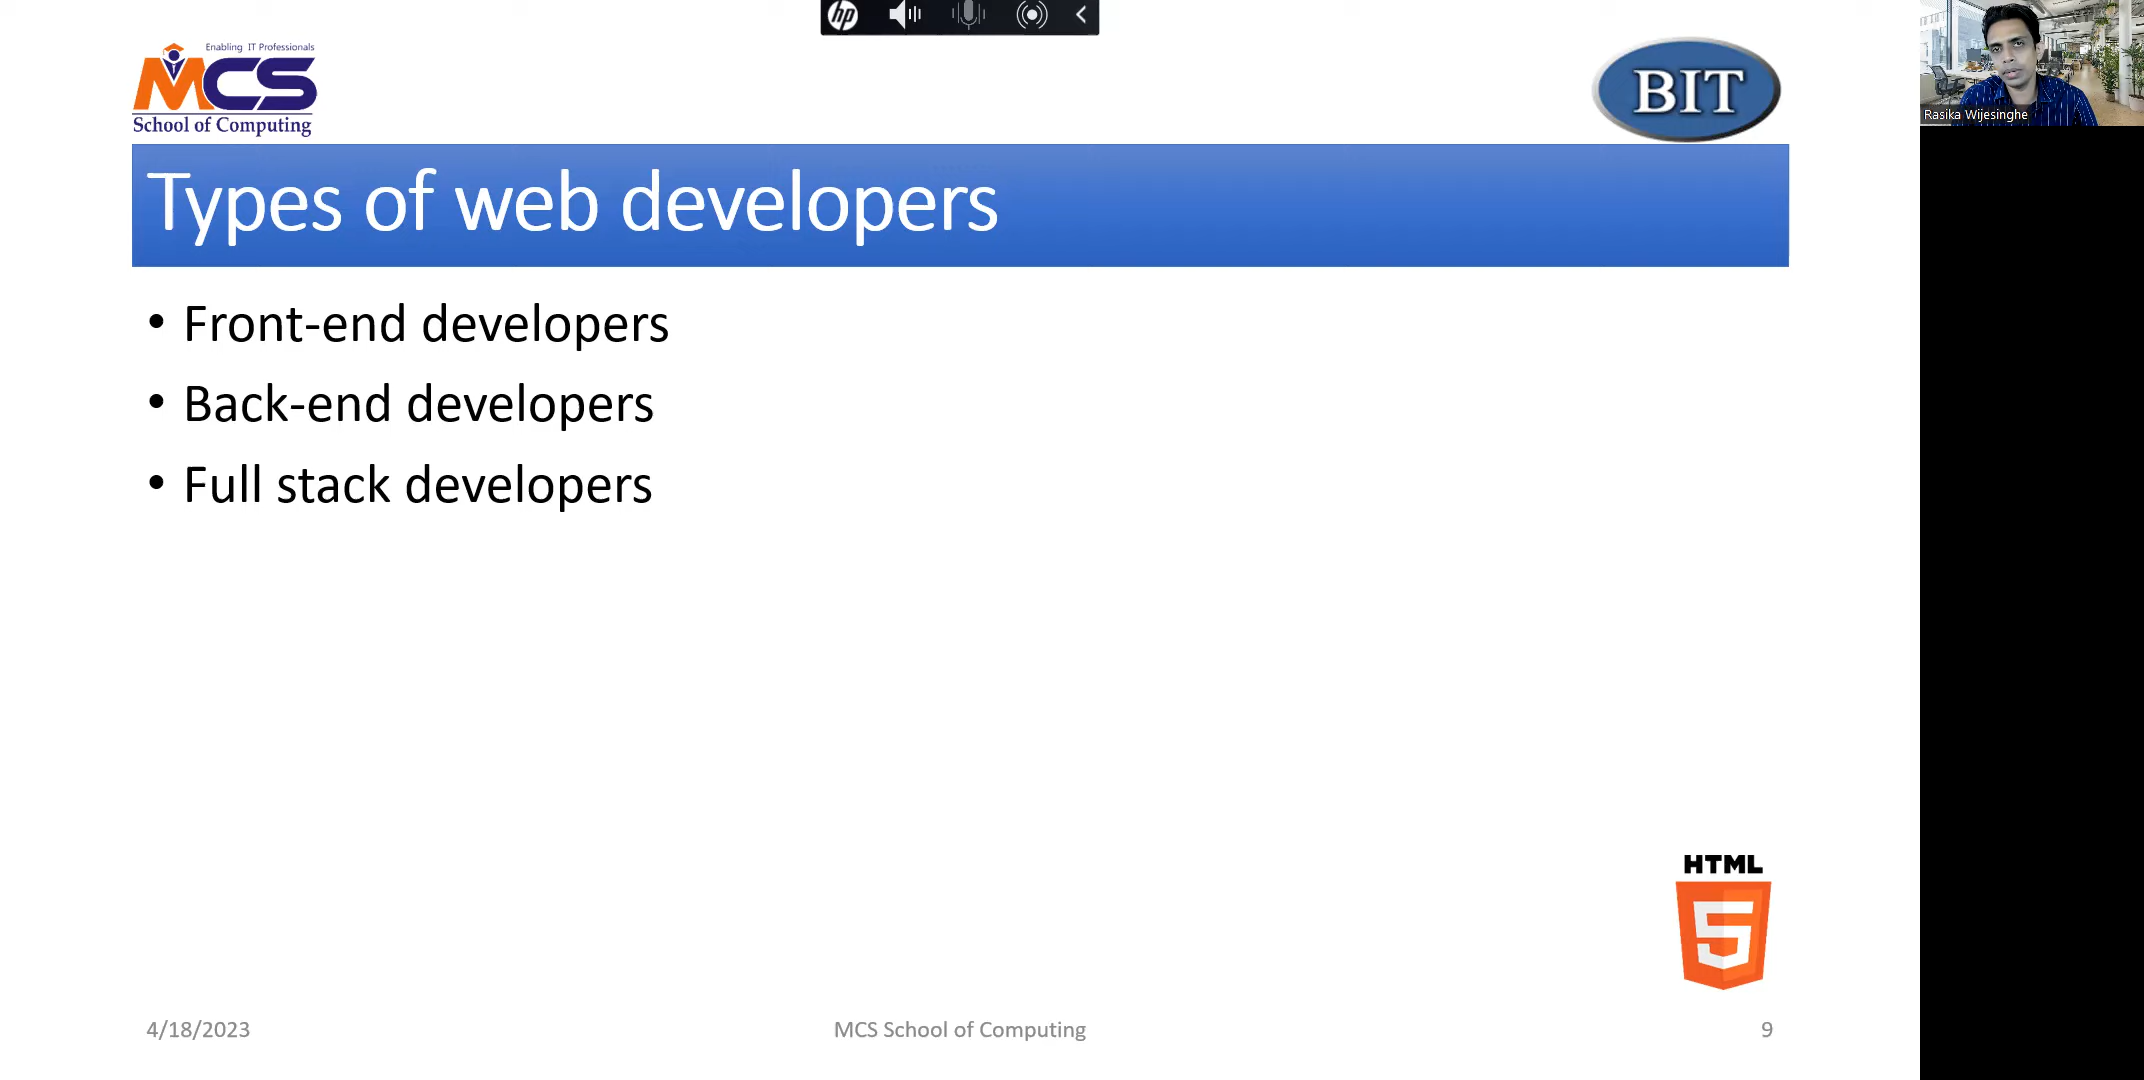 hp
Enabling IT Professionals
MCS
School of Computing
BIT
Rasika Wijesinghe
Types of web developers
• Front-end developers
• Back-end developers
• Full stack developers
HTML
5
4/18/2023
MCS School of Computing
9